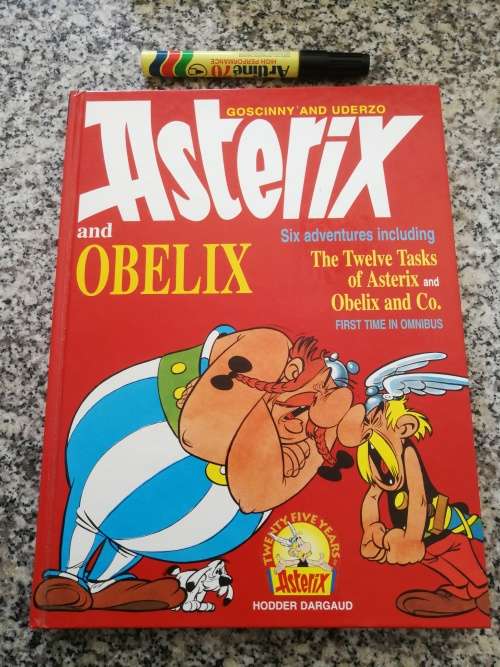 Artline 70
HIGH PERFORMANCE
GOSCINNY AND UDERZO
Asterix
and
OBELIX
Six adventures including
The Twelve Tasks
of Asterix and
Obelix and Co.
FIRST TIME IN OMNIBUS
TWENTY FIVE YEARS
Asterix
HODDER DARGAUD